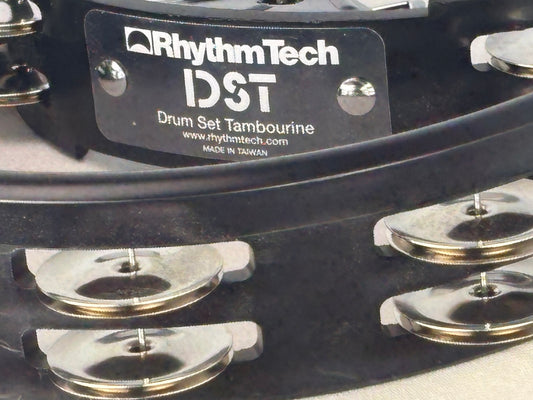 RhythmTech
DST
Drum Set Tambourine
www.rhythmtech.com
MADE IN TAIWAN